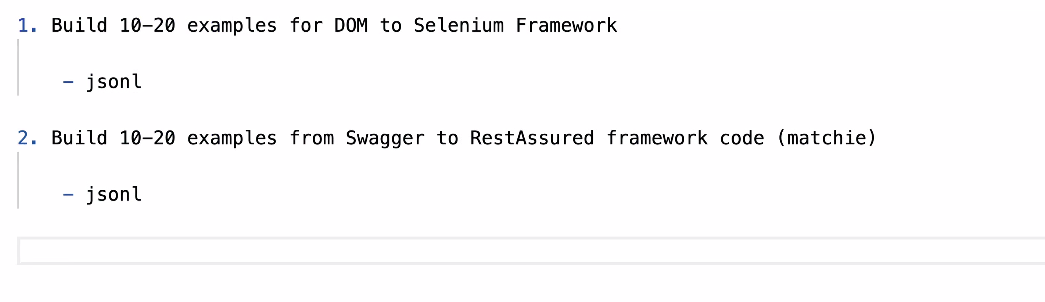 1. Build 10-20 examples for DOM to Selenium Framework
- jsonl
2. Build 10-20 examples from Swagger to RestAssured framework code (matchie)
- jsonl